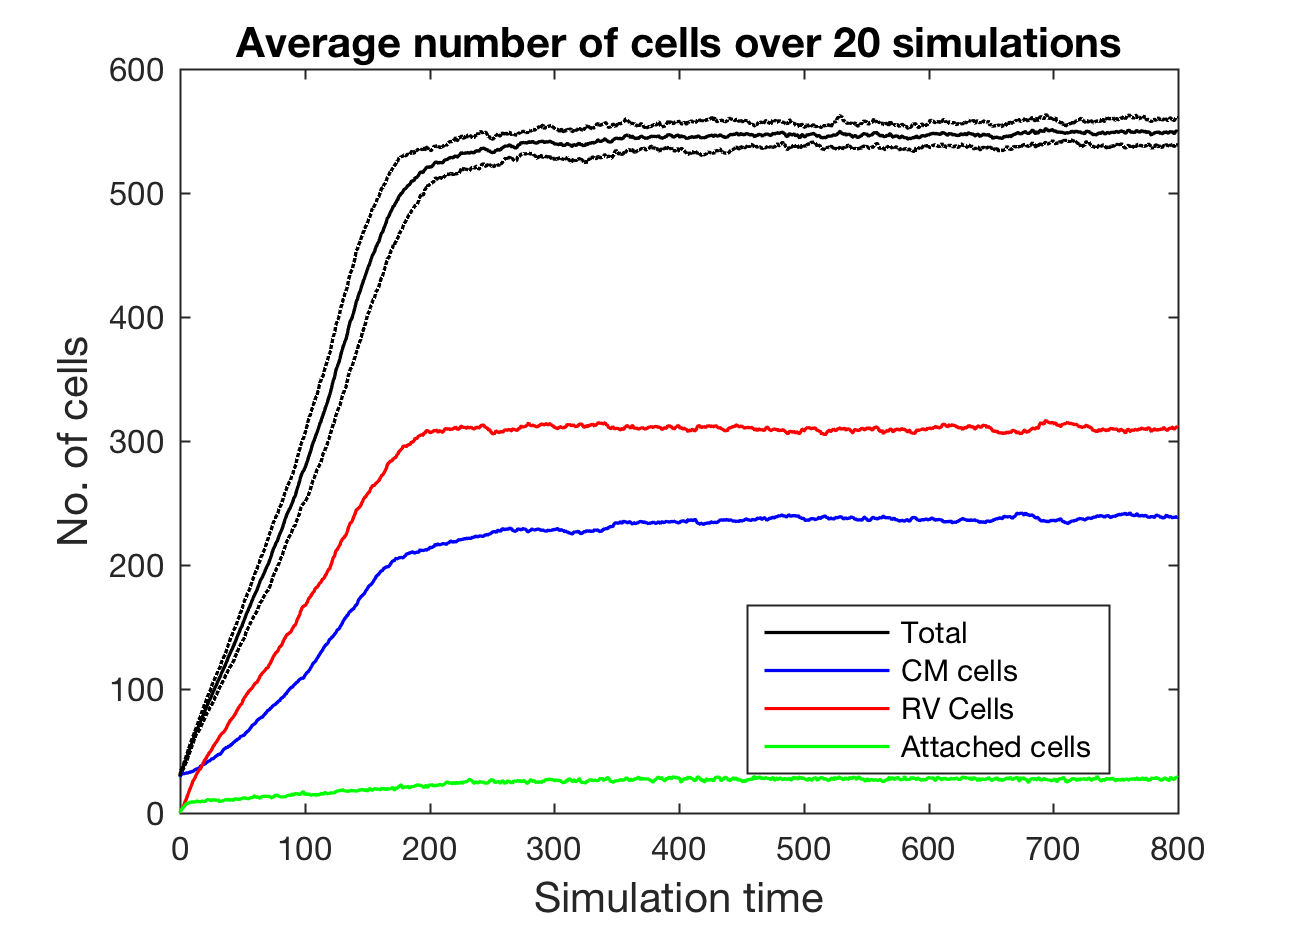 Average number of cells over 20 simulations
600
500
400
300
200
100
0
No. of cells
Total
CM cells
RV Cells
Attached cells
0 100 200 300 400 500 600 700 800
Simulation time